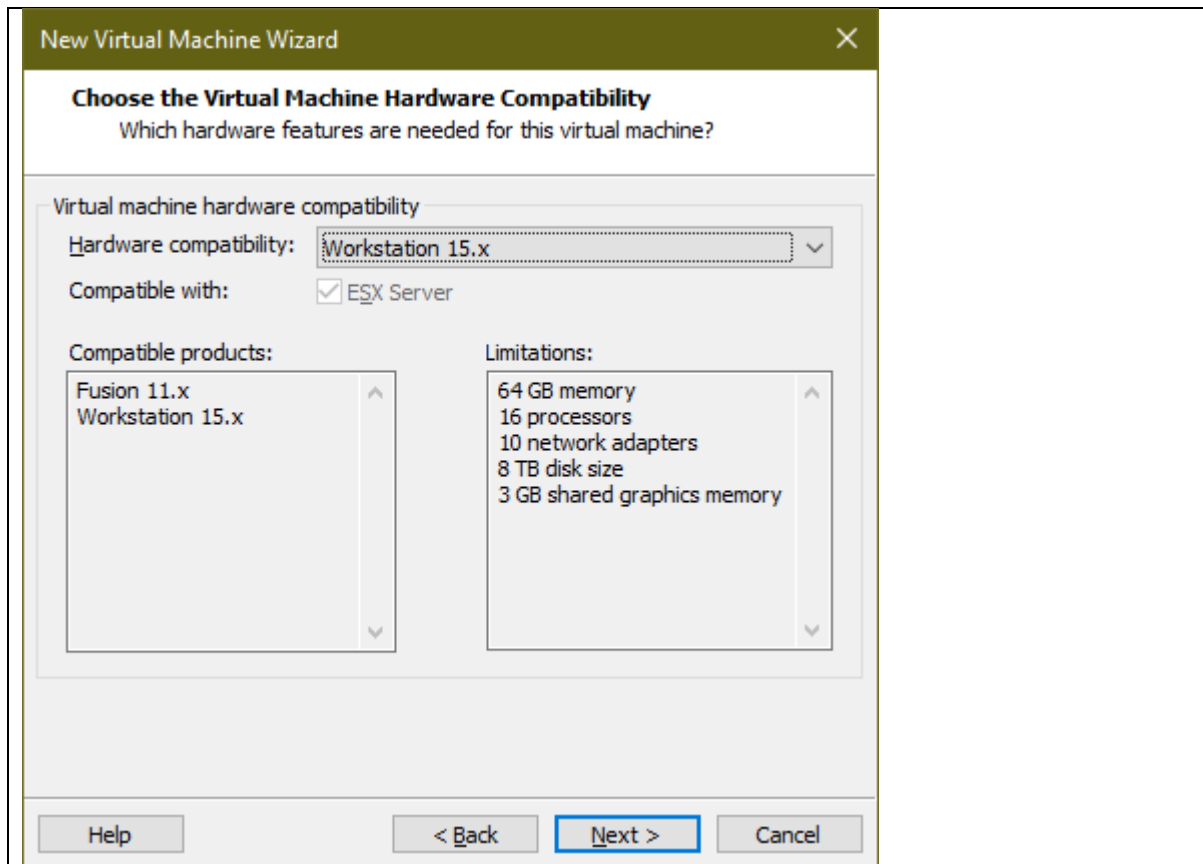 New Virtual Machine Wizard
Choose the Virtual Machine Hardware Compatibility
Which hardware features are needed for this virtual machine?
Virtual machine hardware compatibility
Hardware compatibility: Workstation 15.x
Compatible with: ESX Server
Compatible products:
Fusion 11.x
Workstation 15.x
Limitations:
64 GB memory
16 processors
10 network adapters
8 TB disk size
3 GB shared graphics memory
Help < Back Next > Cancel